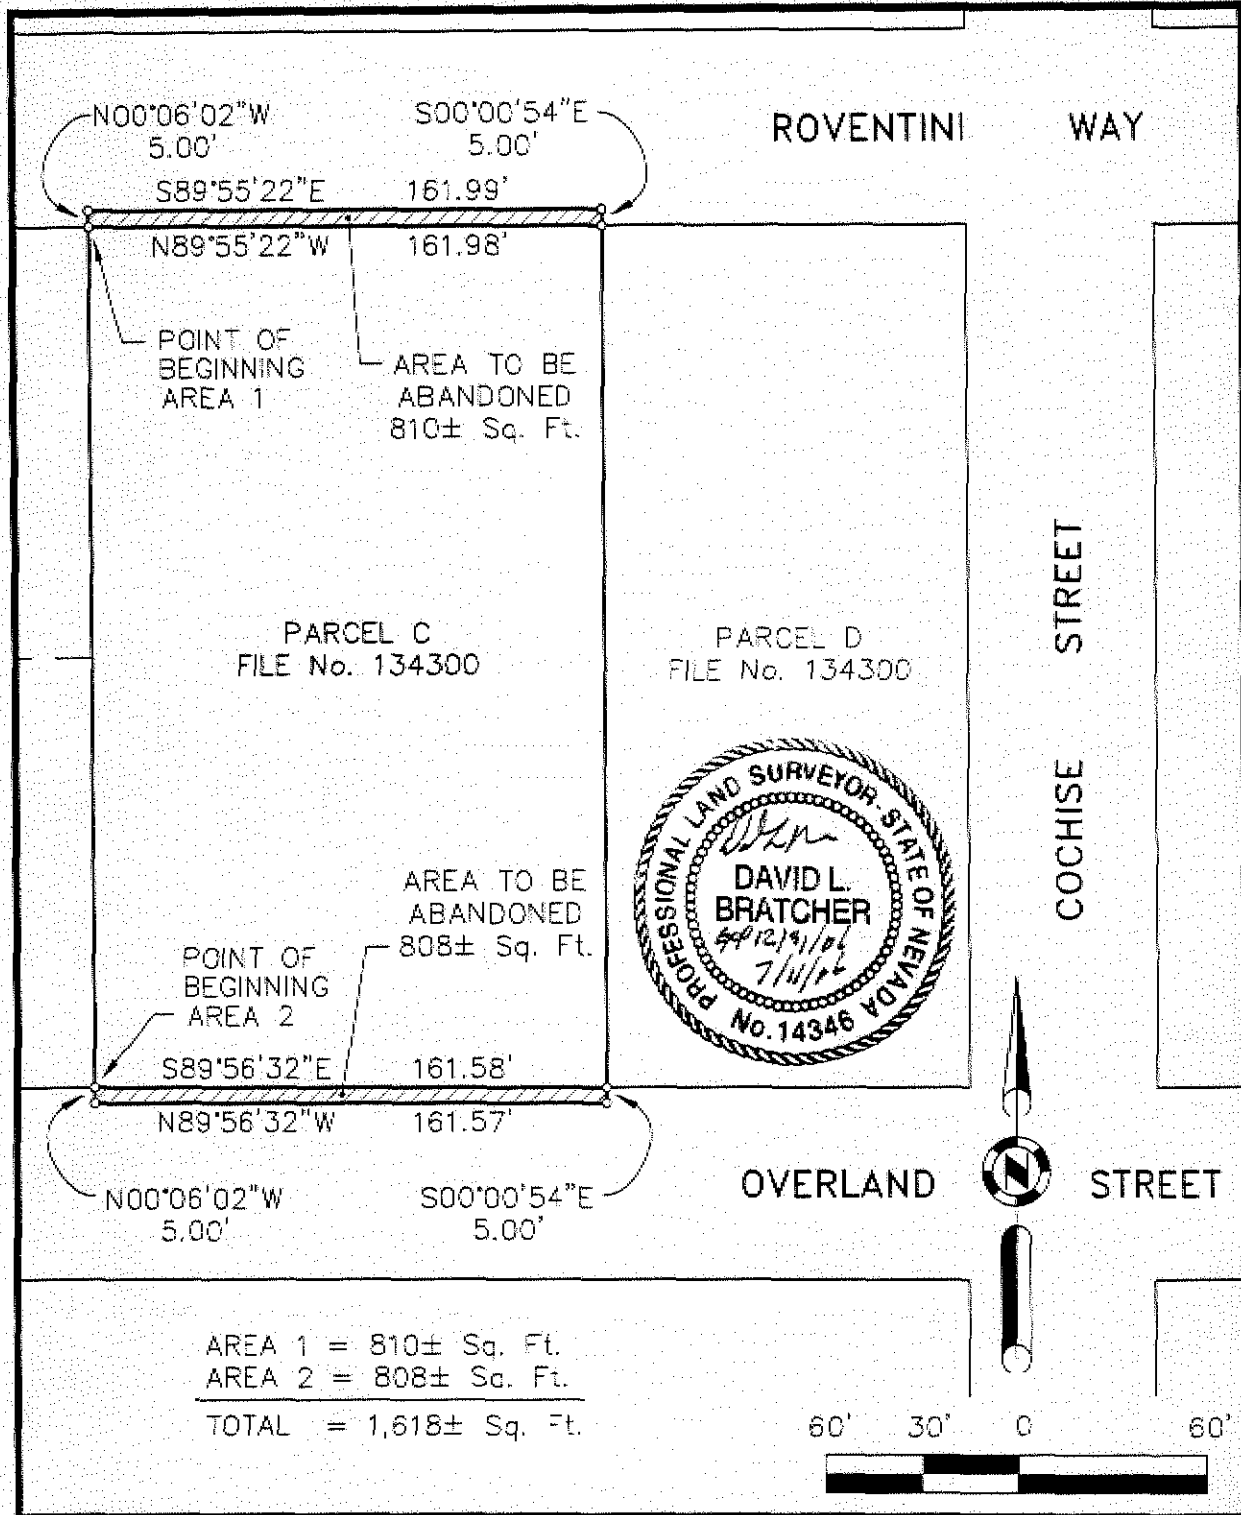 N00°06'02"W
5.00'
S00°00'54"E
5.00'
ROVENTINI WAY
S89°55'22"E 161.99'
N89°55'22"W 161.98'
POINT OF
BEGINNING
AREA 1
AREA TO BE
ABANDONED
810± Sq. Ft.
PARCEL C
FILE No. 134300
PARCEL D
FILE No. 134300
COCHISE STREET
PROFESSIONAL LAND SURVEYOR - STATE OF NEVADA
DAVID L.
BRATCHER
No. 14346
AREA TO BE
ABANDONED
808± Sq. Ft.
POINT OF
BEGINNING
AREA 2
S89°56'32"E 161.58'
N89°56'32"W 161.57'
N00°06'02"W
5.00'
S00°00'54"E
5.00'
OVERLAND N STREET
AREA 1 = 810± Sq. Ft.
AREA 2 = 808± Sq. Ft.
TOTAL = 1,618± Sq. Ft.
60' 30' 0 60'